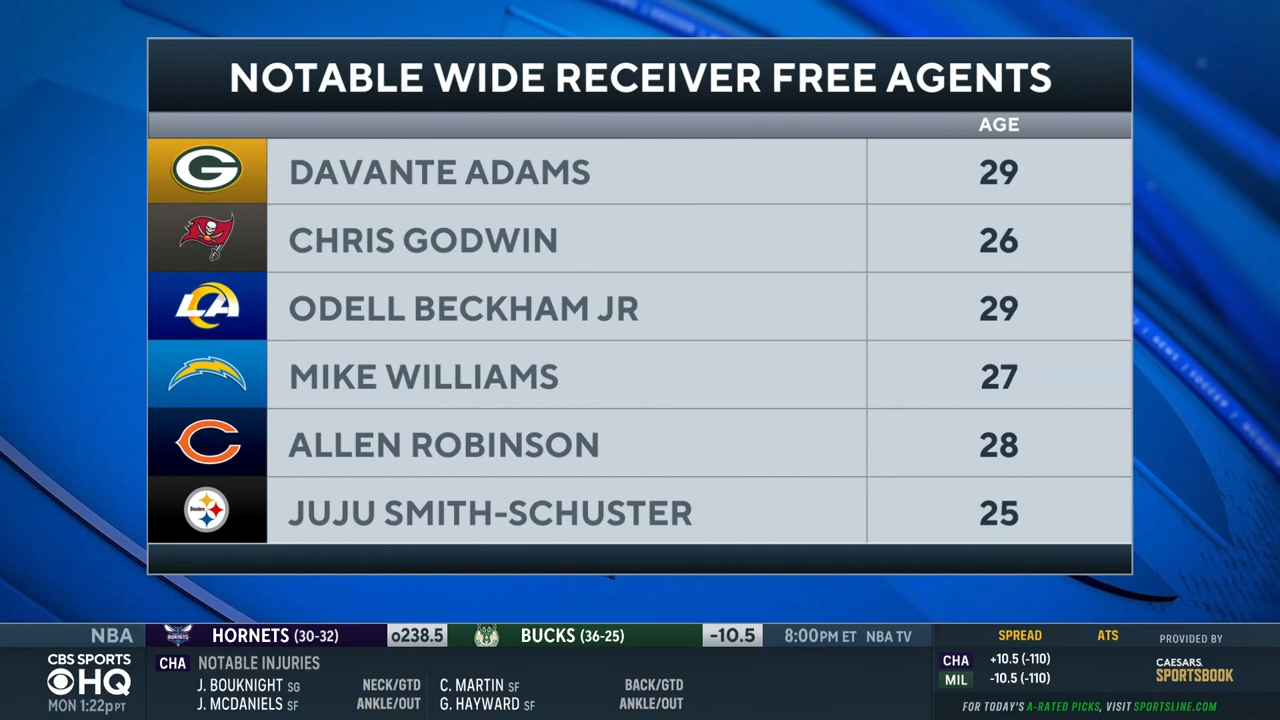 NOTABLE WIDE RECEIVER FREE AGENTS
AGE
G DAVANTE ADAMS 29
CHRIS GODWIN 26
LA ODELL BECKHAM JR 29
MIKE WILLIAMS 27
C ALLEN ROBINSON 28
Steelers JUJU SMITH-SCHUSTER 25
NBA HORNETS (30-32) o238.5 BUCKS (36-25) -10.5 8:00PM ET NBA TV
CBS SPORTS HQ
MON 1:22p PT
CHA NOTABLE INJURIES
J. BOUKNIGHT SG NECK/GTD C. MARTIN SF BACK/GTD
J. MCDANIELS SF ANKLE/OUT G. HAYWARD SF ANKLE/OUT
SPREAD ATS PROVIDED BY
CHA +10.5 (-110)
MIL -10.5 (-110)
CAESARS
SPORTSBOOK
FOR TODAY'S A-RATED PICKS, VISIT SPORTSLINE.COM